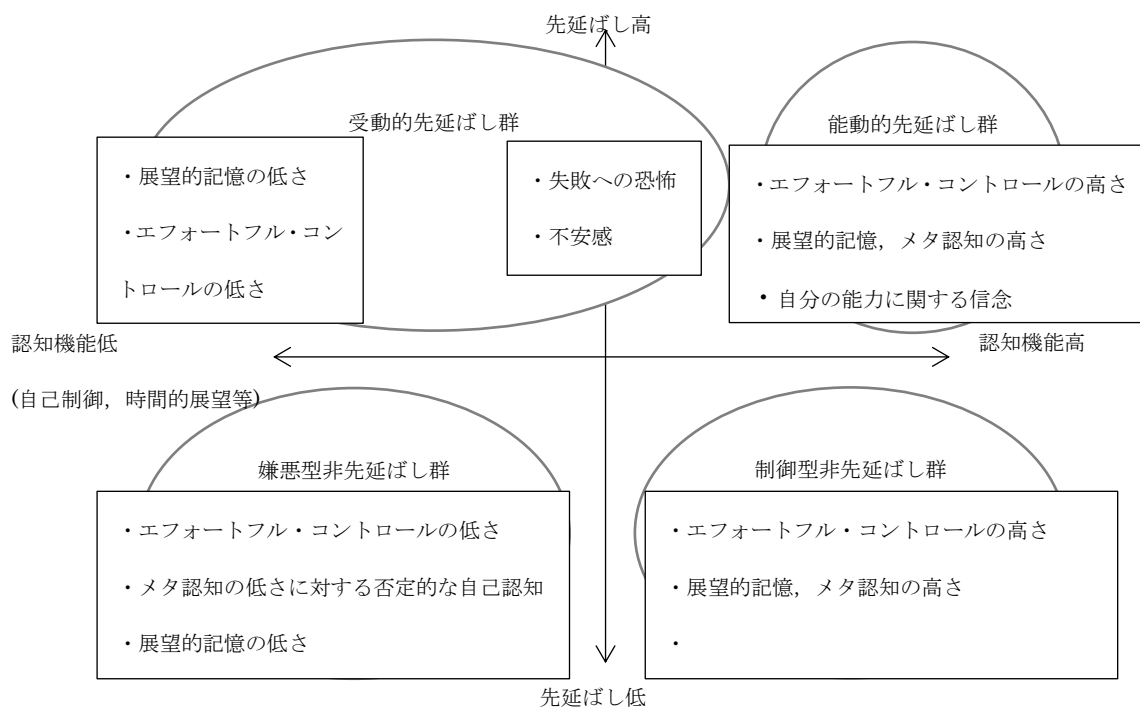 先延ばし高
受動的先延ばし群
能動的先延ばし群
・展望的記憶の低さ
・エフォートフル・コン
トロールの低さ
・失敗への恐怖
・不安感
・エフォートフル・コントロールの高さ
・展望的記憶，メタ認知の高さ
・自分の能力に関する信念
認知機能低
(自己制御，時間的展望等)
認知機能高
嫌悪型非先延ばし群
制御型非先延ばし群
・エフォートフル・コントロールの低さ
・メタ認知の低さに対する否定的な自己認知
・展望的記憶の低さ
・エフォートフル・コントロールの高さ
・展望的記憶，メタ認知の高さ
・
先延ばし低